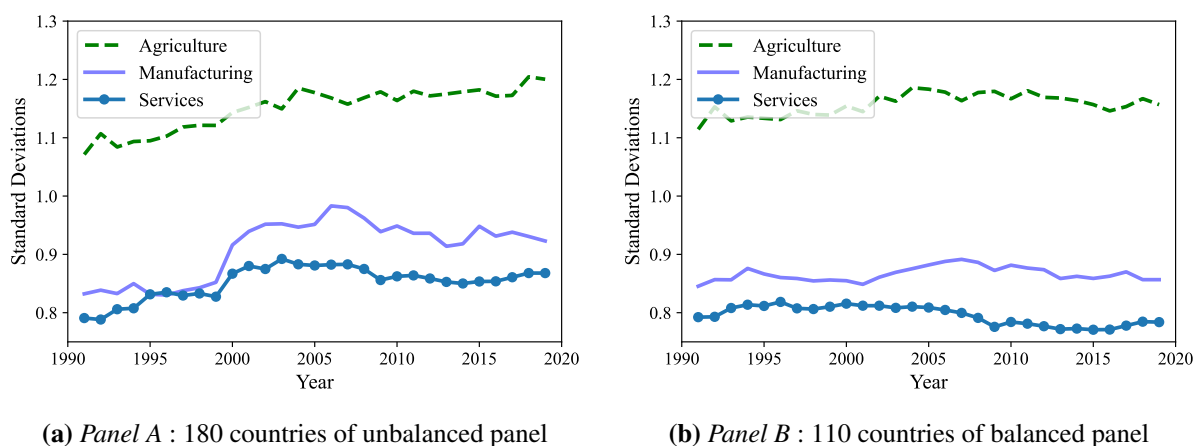 1.3
1.2
1.1
1.0
0.9
0.8
Standard Deviations
Agriculture
Manufacturing
Services
1990 1995 2000 2005 2010 2015 2020
Year
(a) Panel A : 180 countries of unbalanced panel
1.3
1.2
1.1
1.0
0.9
0.8
Standard Deviations
Agriculture
Manufacturing
Services
1990 1995 2000 2005 2010 2015 2020
Year
(b) Panel B : 110 countries of balanced panel